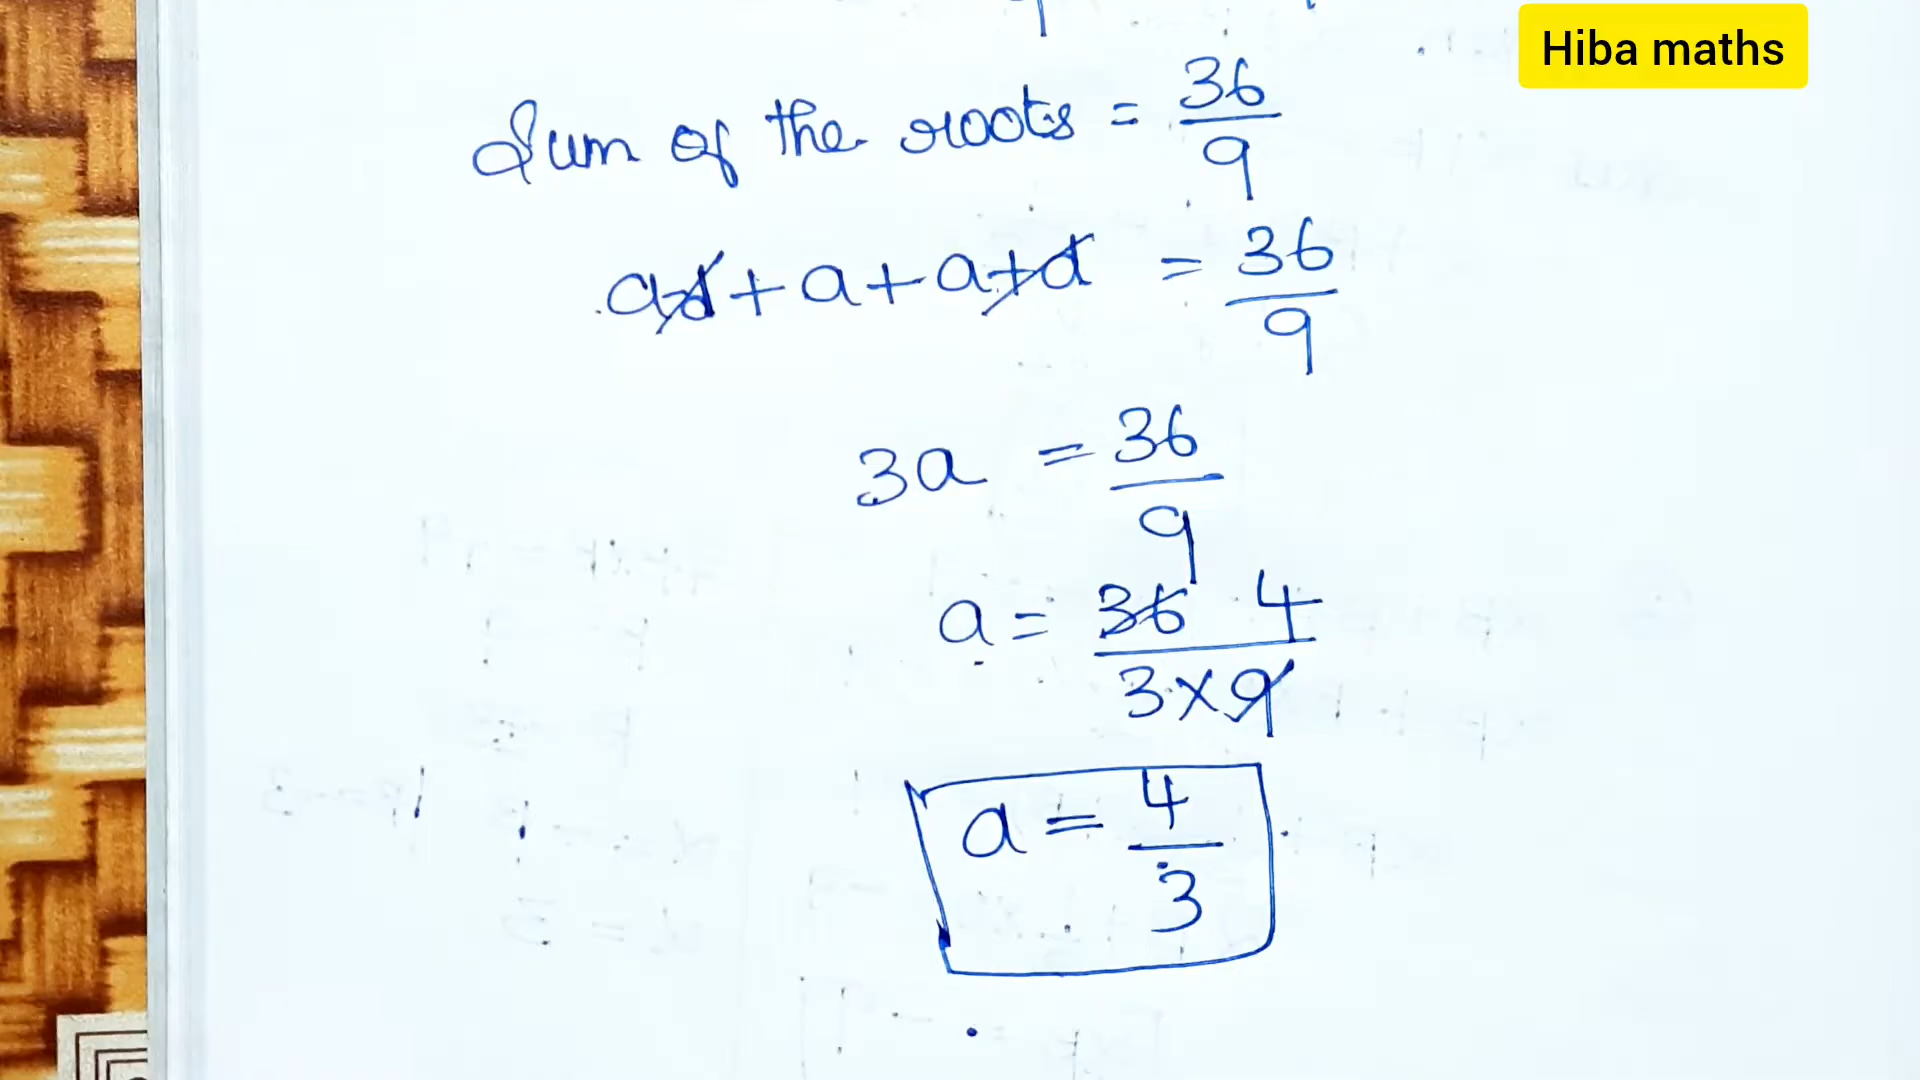 Hiba maths
Sum of the roots = 36/9
a-d + a + a+d = 36/9
3a = 36/9
a = 36 4/3×9
a = 4/3